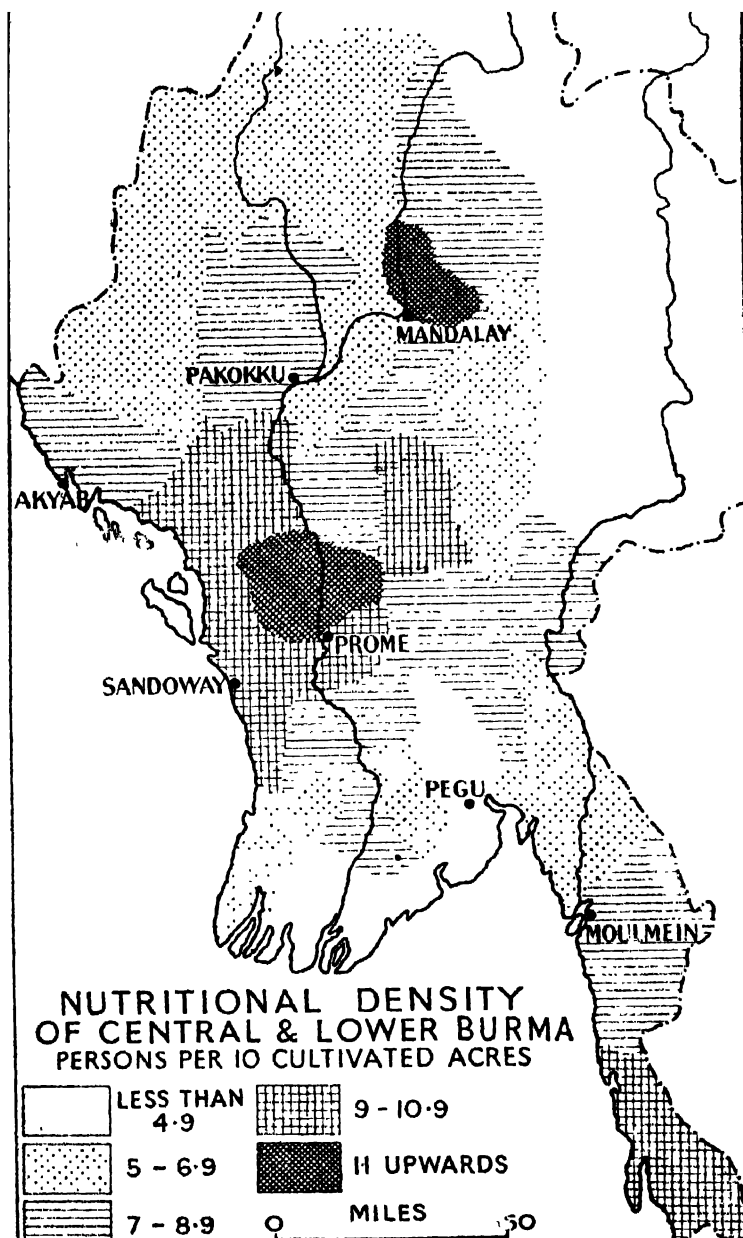 MANDALAY
PAKOKKU
AKYAB
PROME
SANDOWAY
PEGU
MOULMEIN
NUTRITIONAL DENSITY
OF CENTRAL & LOWER BURMA
PERSONS PER 10 CULTIVATED ACRES
LESS THAN
4·9
9 - 10·9
5 - 6·9
11 UPWARDS
7 - 8·9
MILES
0